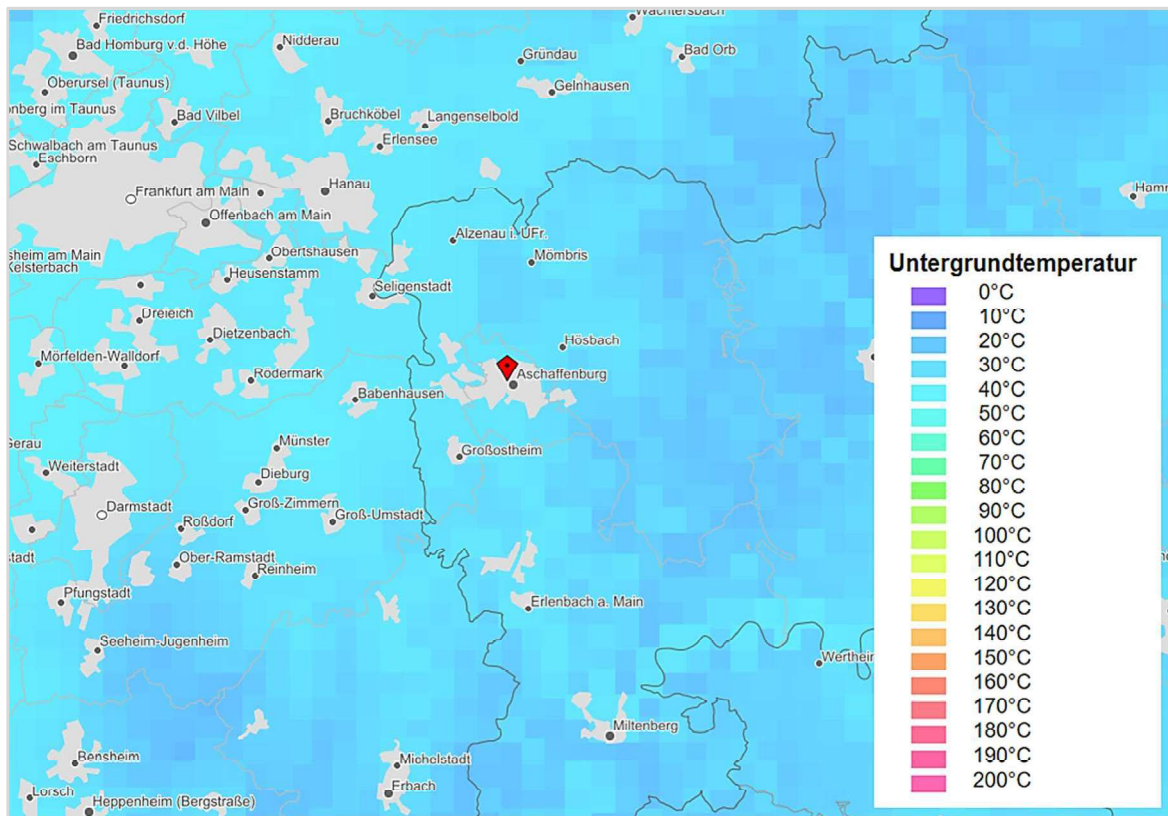 Friedrichsdorf
Wächtersbach
Bad Homburg v.d. Höhe
Nidderau
Gründau
Bad Orb
Oberursel (Taunus)
Gelnhausen
onberg im Taunus
Bad Vilbel
Bruchköbel
Langenselbold
Schwalbach am Taunus
Erlensee
Eschborn
Frankfurt am Main
Hanau
Hamm
Offenbach am Main
Alzenau i. UFr.
Obertshausen
sheim am Main
Kelsterbach
Mömbris
Heusenstamm
Seligenstadt
Dreieich
Dietzenbach
Hösbach
Mörfelden-Walldorf
Rödermark
Aschaffenburg
Babenhausen
Gerau
Münster
Großostheim
Weiterstadt
Dieburg
Darmstadt
Groß-Zimmern
Roßdorf
Groß-Umstadt
stadt
Ober-Ramstadt
Reinheim
Pfungstadt
Erlenbach a. Main
Seeheim-Jugenheim
Wertheim
Miltenberg
Bensheim
Michelstadt
Erbach
Lorsch
Heppenheim (Bergstraße)
Untergrundtemperatur
0°C
10°C
20°C
30°C
40°C
50°C
60°C
70°C
80°C
90°C
100°C
110°C
120°C
130°C
140°C
150°C
160°C
170°C
180°C
190°C
200°C